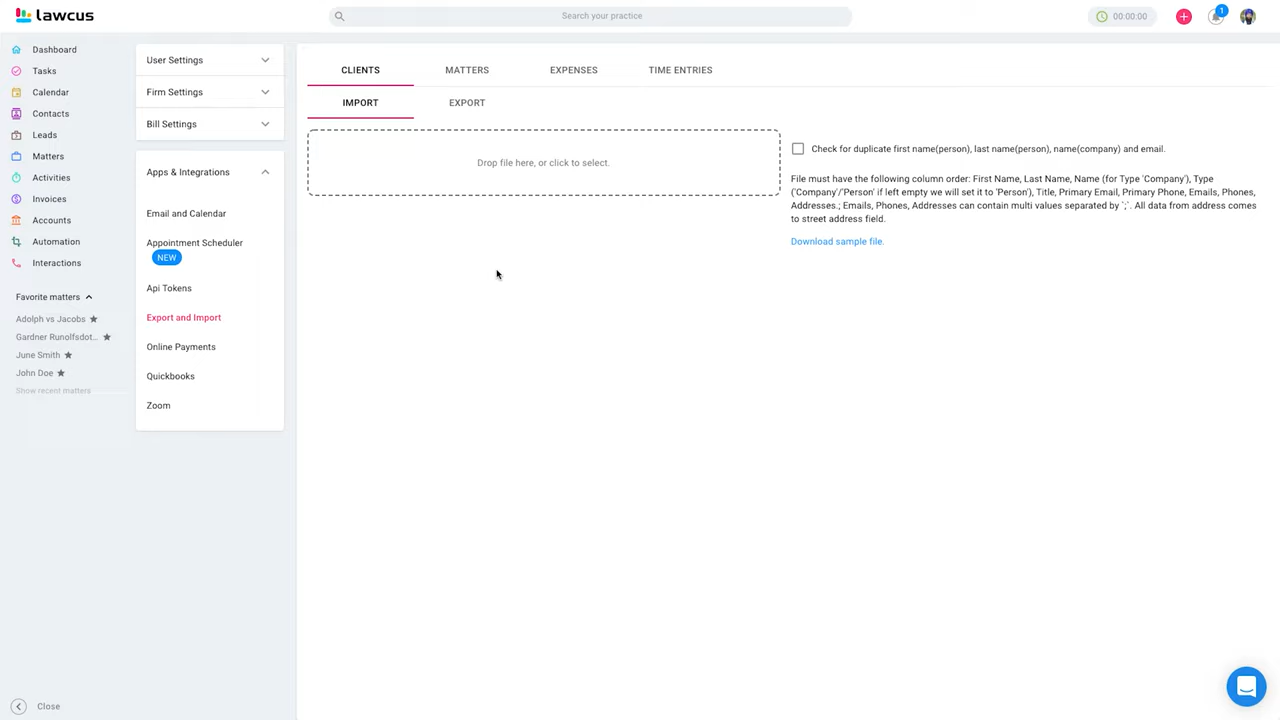 lawcus
Search your practice
00:00:00
1
Dashboard
Tasks
Calendar
Contacts
Leads
Matters
Activities
Invoices
Accounts
Automation
Interactions
Favorite matters
Adolph vs Jacobs
Gardner Runolfsdot...
June Smith
John Doe
Show recent matters
Close
User Settings
Firm Settings
Bill Settings
Apps & Integrations
Email and Calendar
Appointment Scheduler
NEW
Api Tokens
Export and Import
Online Payments
Quickbooks
Zoom
CLIENTS MATTERS EXPENSES TIME ENTRIES
IMPORT EXPORT
Drop file here, or click to select.
Check for duplicate first name(person), last name(person), name(company) and email.
File must have the following column order: First Name, Last Name, Name (for Type 'Company'), Type
('Company'/'Person' if left empty we will set it to 'Person'), Title, Primary Email, Primary Phone, Emails, Phones,
Addresses.; Emails, Phones, Addresses can contain multi values separated by `;`. All data from address comes
to street address field.
Download sample file.